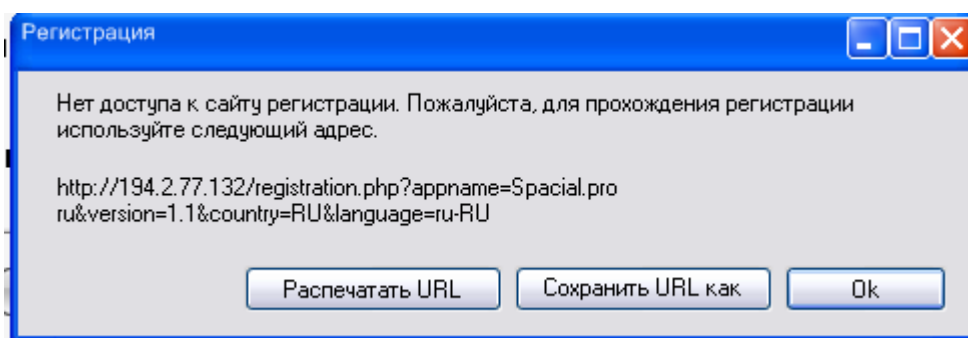 Регистрация
Нет доступа к сайту регистрации. Пожалуйста, для прохождения регистрации
используйте следующий адрес.
http://194.2.77.132/registration.php?appname=Spacial.pro
ru&version=1.1&country=RU&language=ru-RU
Распечатать URL Сохранить URL как Ok